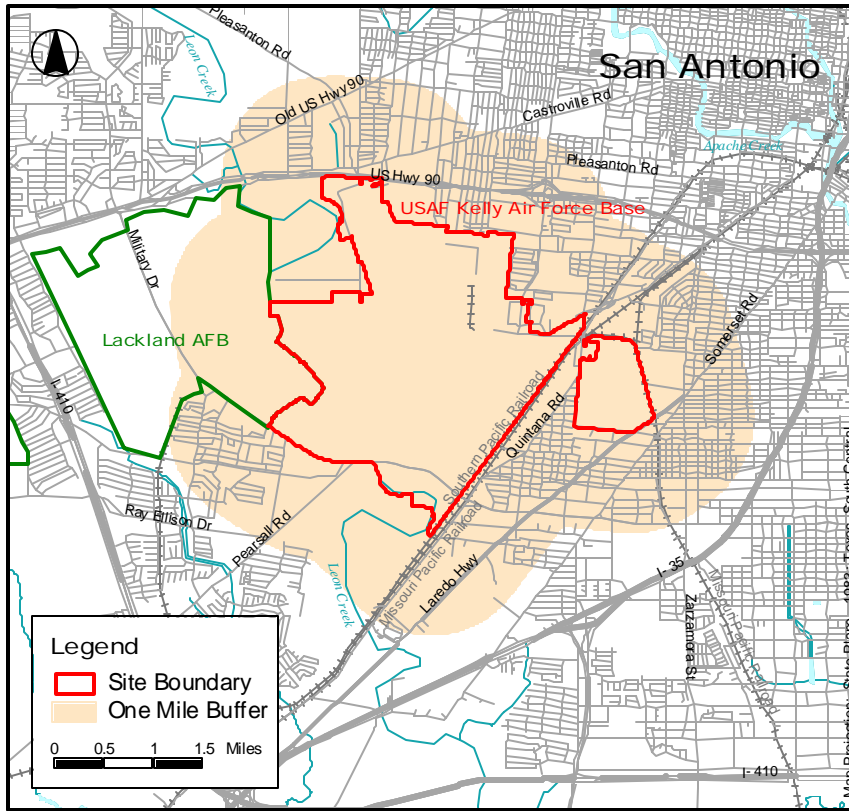 Pleasanton Rd
Leon Creek
San Antonio
Old US Hwy 90
Castroville Rd
Apache Creek
Pleasanton Rd
US Hwy 90
USAF Kelly Air Force Base
Military Dr
Lackland AFB
Somerset Rd
I- 410
Southern Pacific Railroad
Quintana Rd
Ray Ellison Dr
Pearsall Rd
Missouri Pacific Railroad
Laredo Hwy
Leon Creek
I- 35
Missouri Pacific Railroad
Zarzamora St
I- 410
Legend
Site Boundary
One Mile Buffer
0 0.5 1 1.5 Miles